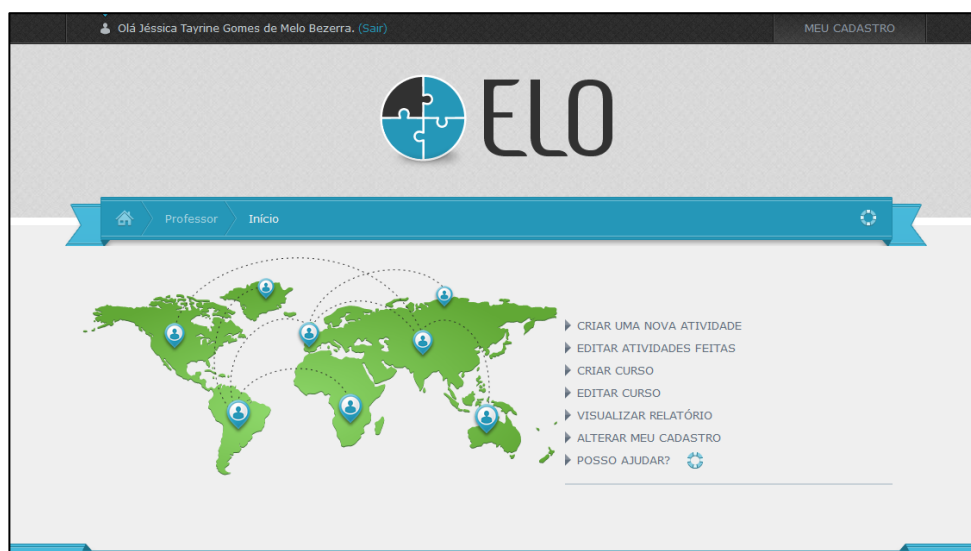 Olá Jéssica Tayrine Gomes de Melo Bezerra. (Sair)
MEU CADASTRO
ELO
Professor
Início
CRIAR UMA NOVA ATIVIDADE
EDITAR ATIVIDADES FEITAS
CRIAR CURSO
EDITAR CURSO
VISUALIZAR RELATÓRIO
ALTERAR MEU CADASTRO
POSSO AJUDAR?